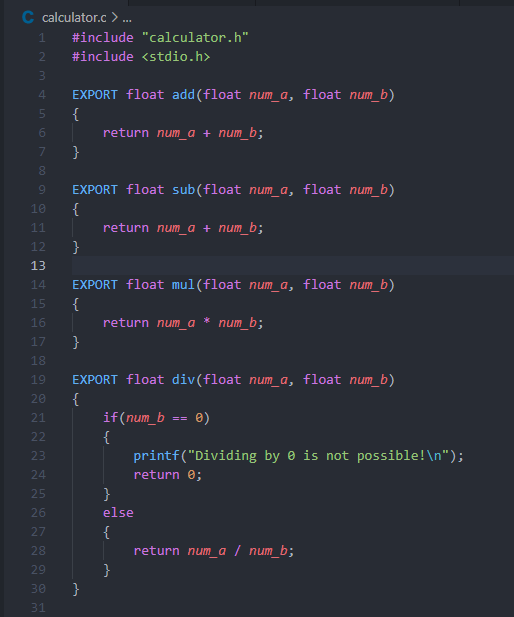 calculator.c > ...
1 #include "calculator.h"
2 #include <stdio.h>
3
4 EXPORT float add(float num_a, float num_b)
5 {
6     return num_a + num_b;
7 }
8
9 EXPORT float sub(float num_a, float num_b)
10 {
11     return num_a + num_b;
12 }
13
14 EXPORT float mul(float num_a, float num_b)
15 {
16     return num_a * num_b;
17 }
18
19 EXPORT float div(float num_a, float num_b)
20 {
21     if(num_b == 0)
22     {
23         printf("Dividing by 0 is not possible!\n");
24         return 0;
25     }
26     else
27     {
28         return num_a / num_b;
29     }
30 }
31